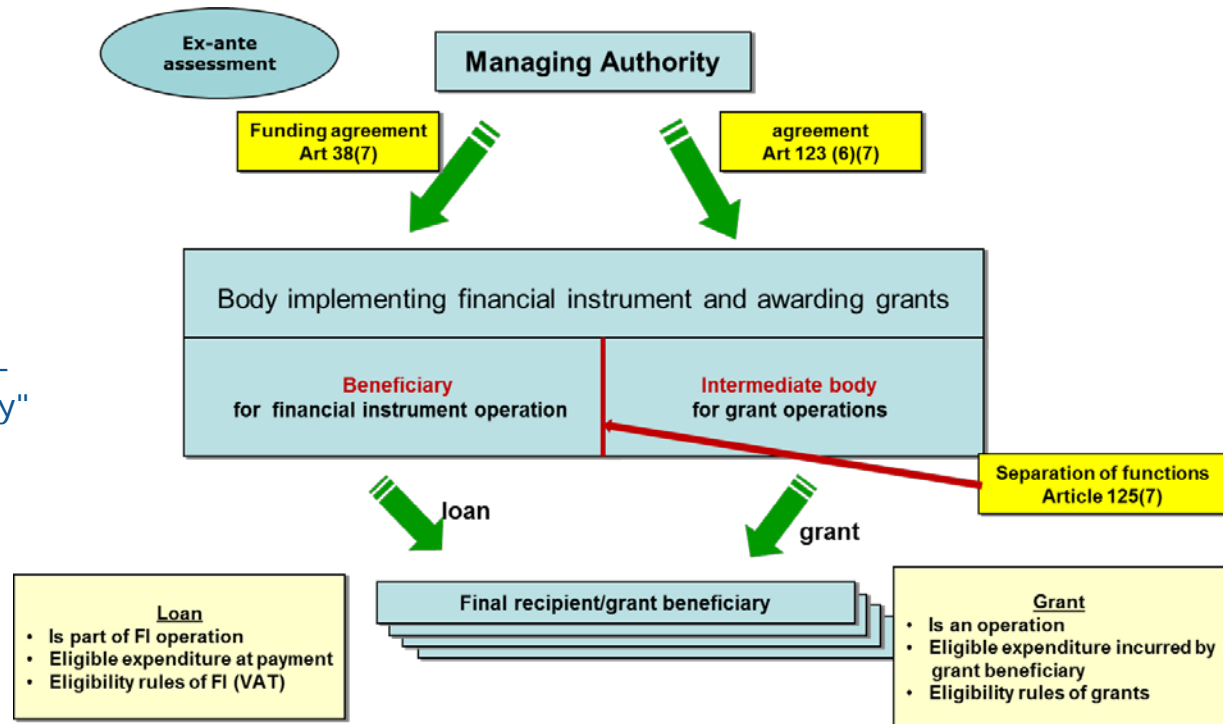 Ex-ante
assessment
Managing Authority
Funding agreement
Art 38(7)
agreement
Art 123 (6)(7)
Body implementing financial instrument and awarding grants
Beneficiary
for financial instrument operation
Intermediate body
for grant operations
y"
Separation of functions
Article 125(7)
loan
grant
Final recipient/grant beneficiary
Loan
• Is part of FI operation
• Eligible expenditure at payment
• Eligibility rules of FI (VAT)
Grant
• Is an operation
• Eligible expenditure incurred by
grant beneficiary
• Eligibility rules of grants